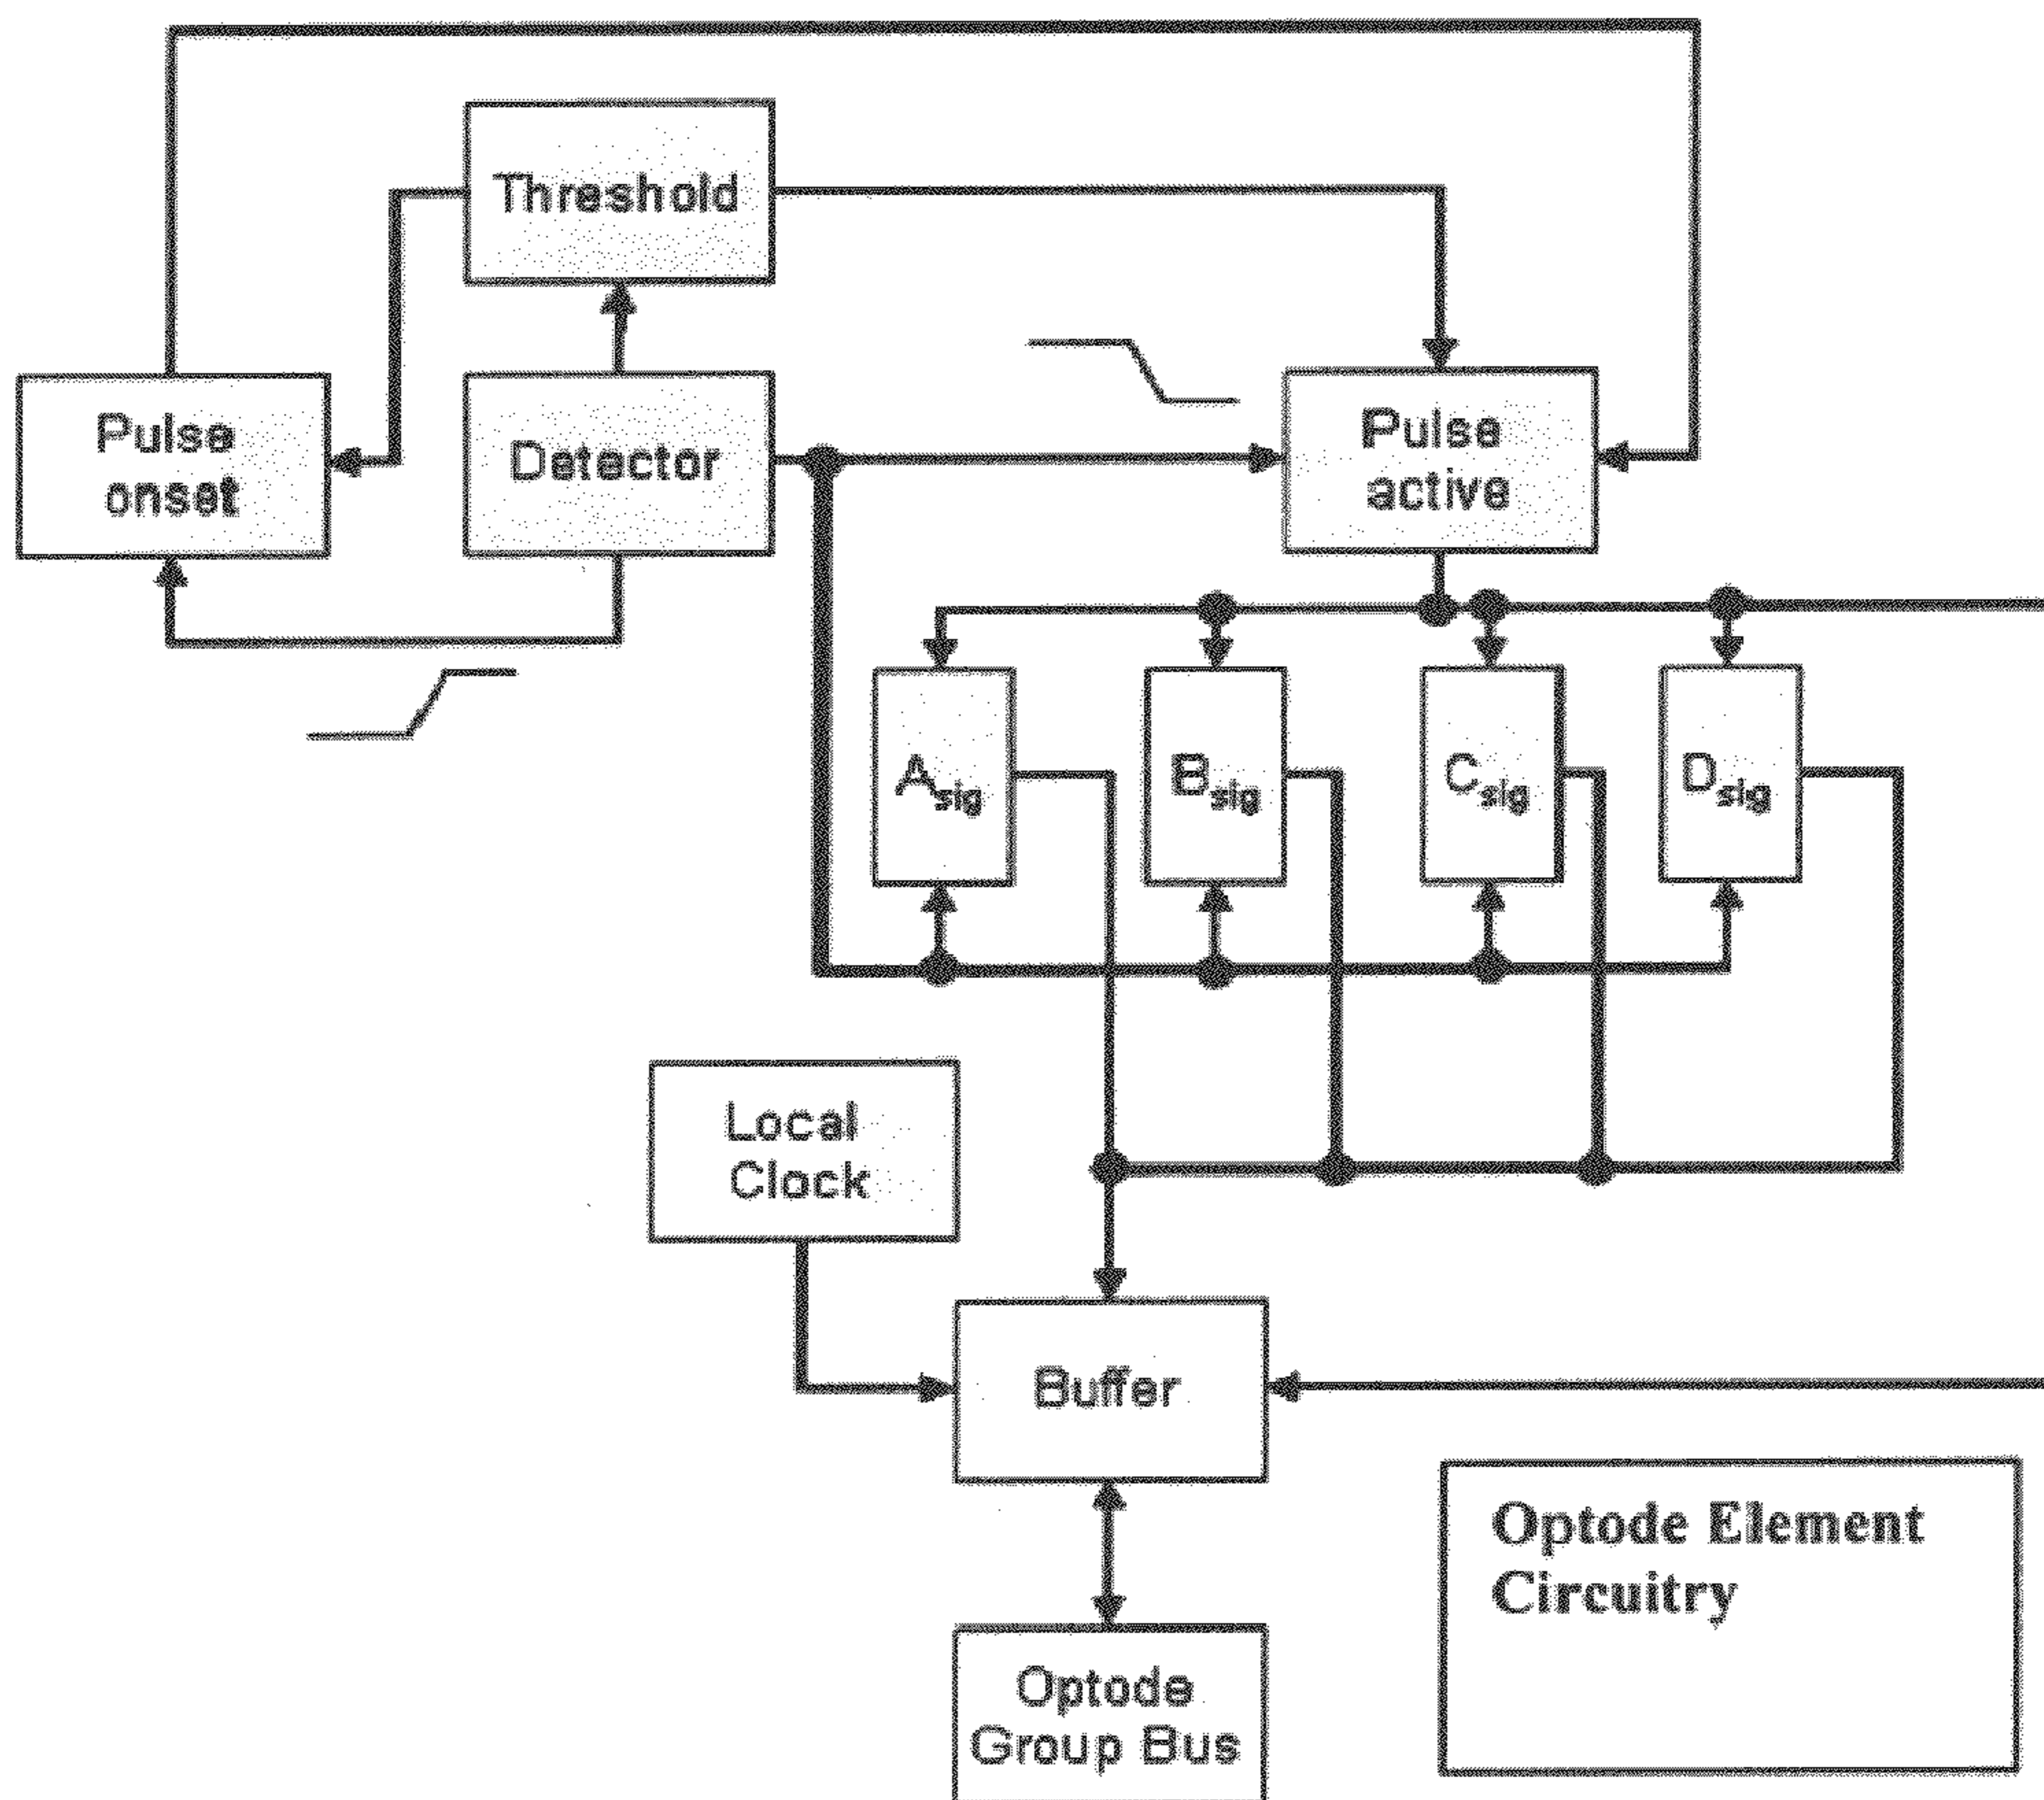 Threshold
Pulse
onset
Detector
Pulse
active
Asig
Bsig
Csig
Dsig
Local
Clock
Buffer
Optode
Group Bus
Optode Element
Circuitry